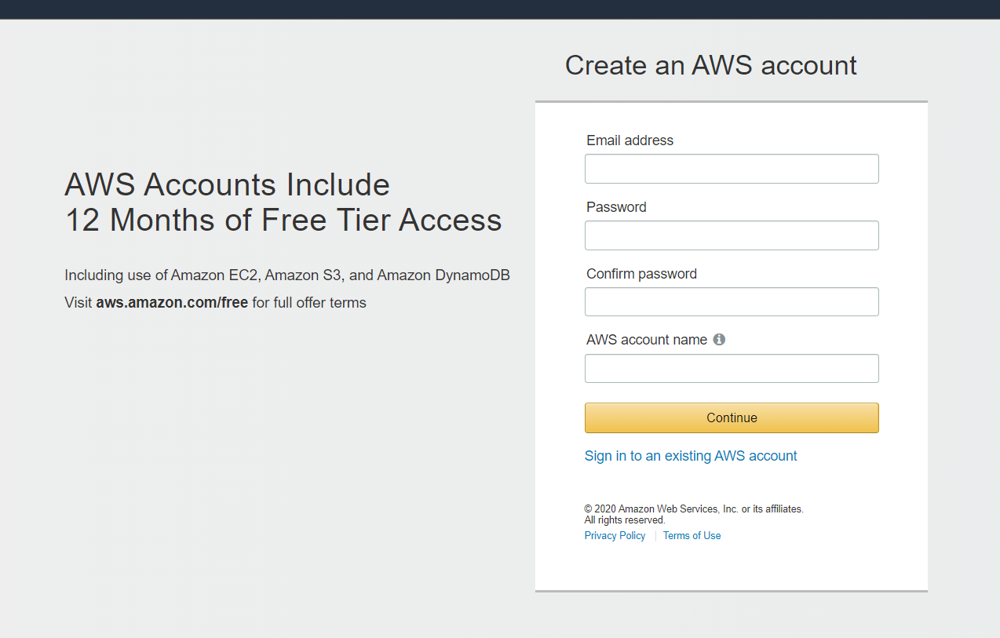 Create an AWS account
AWS Accounts Include
12 Months of Free Tier Access
Including use of Amazon EC2, Amazon S3, and Amazon DynamoDB
Visit aws.amazon.com/free for full offer terms
Email address
Password
Confirm password
AWS account name
Continue
Sign in to an existing AWS account
© 2020 Amazon Web Services, Inc. or its affiliates.
All rights reserved.
Privacy Policy | Terms of Use